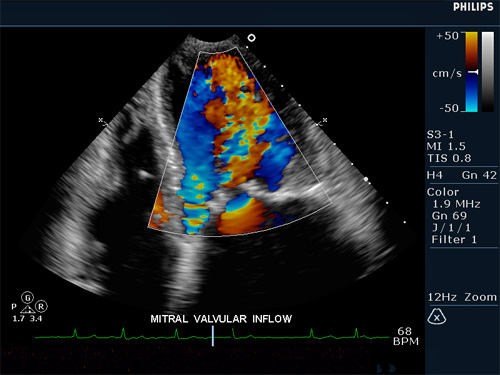 PHILIPS
+50
cm/s
-50
S3-1
MI 1.5
TIS 0.8
H4 Gn 42
Color
1.9 MHz
Gn 69
J / 1 / 1
Filter 1
12Hz Zoom
X
x
x
G
P R
1.7 3.4
MITRAL VALVULAR INFLOW
68
BPM